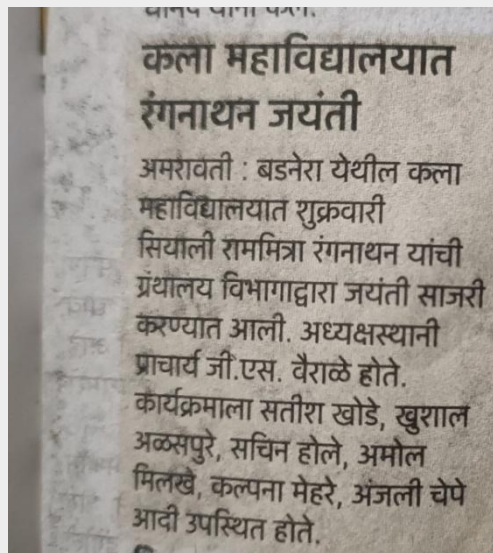 कला महाविद्यालयात
रंगनाथन जयंती
अमरावती : बडनेरा येथील कला
महाविद्यालयात शुक्रवारी
सियाली राममित्रा रंगनाथन यांची
ग्रंथालय विभागाद्वारा जयंती साजरी
करण्यात आली. अध्यक्षस्थानी
प्राचार्य जी.एस. वैराळे होते.
कार्यक्रमाला सतीश खोडे, खुशाल
अळसपुरे, सचिन होले, अमोल
मिलखे, कल्पना मेहरे, अंजली चेपे
आदी उपस्थित होते.